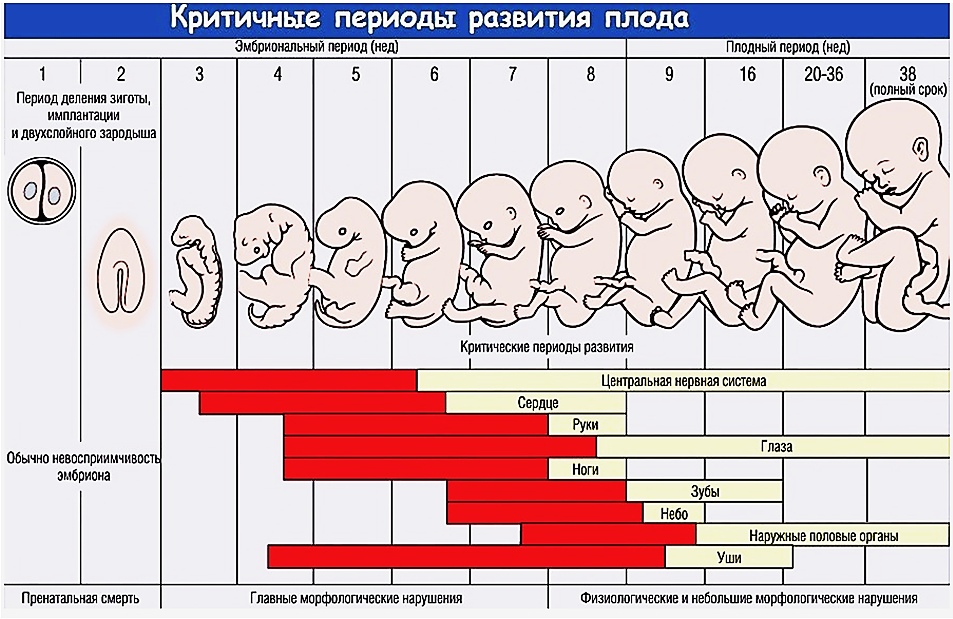 Критичные периоды развития плода
Эмбриональный период (нед)
Плодный период (нед)
1
2
3
4
5
6
7
8
9
16
20-36
38
(полный срок)
Период деления зиготы,
имплантации
и двухслойного зародыша
Критические периоды развития
Центральная нервная система
Сердце
Руки
Глаза
Обычно невосприимчивость
эмбриона
Ноги
Зубы
Небо
Наружные половые органы
Уши
Пренатальная смерть
Главные морфологические нарушения
Физиологические и небольшие морфологические нарушения